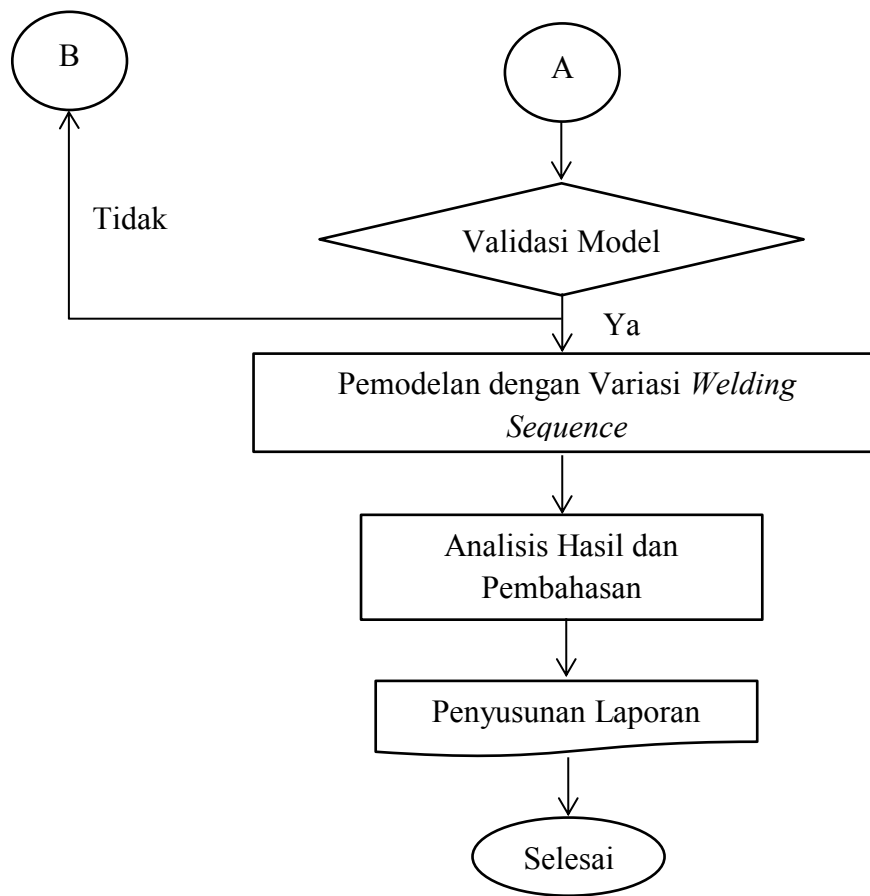 B
A
Tidak
Validasi Model
Ya
Pemodelan dengan Variasi Welding
Sequence
Analisis Hasil dan
Pembahasan
Penyusunan Laporan
Selesai